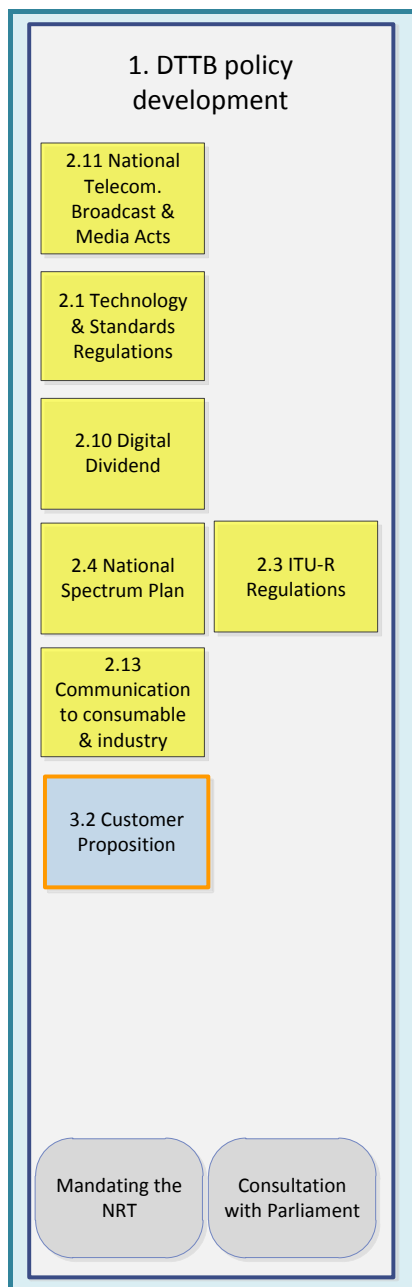 1. DTTB policy
development
2.11 National
Telecom.
Broadcast &
Media Acts
2.1 Technology
& Standards
Regulations
2.10 Digital
Dividend
2.4 National
Spectrum Plan
2.3 ITU-R
Regulations
2.13
Communication
to consumable
& industry
3.2 Customer
Proposition
Mandating the
NRT
Consultation
with Parliament